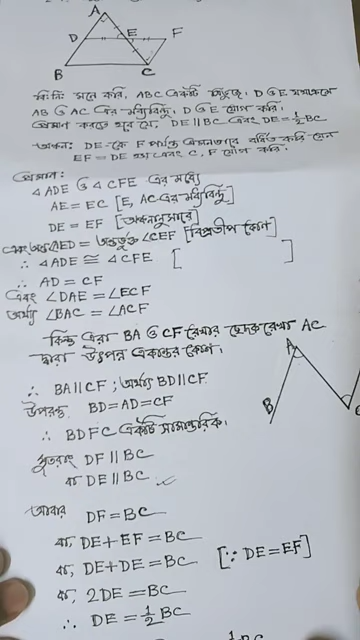 A
D E F
B C
মনে করি, ABC একটি ত্রিভুজ। D ও E যথাক্রমে
AB ও AC এর মধ্যবিন্দু। D ও E যোগ করি।
প্রমাণ করতে হবে যে, DE || BC এবং DE = 1/2 BC
অঙ্কন: DE-কে F পর্যন্ত এমনভাবে বর্ধিত করি যেন
EF = DE হয় এবং C, F যোগ করি।
প্রমাণ:
△ADE ও △CFE এর মধ্যে
AE = EC [E, AC এর মধ্যবিন্দু]
DE = EF [অঙ্কনানুসারে]
এবং অন্তর্ভুক্ত ∠CEF [বিপ্রতীপ কোণ]
∴ △ADE ≅ △CFE [ ]
∴ AD = CF
এবং ∠DAE = ∠ECF
অর্থাৎ ∠BAC = ∠ACF
কিন্তু এরা BA ও CF রেখার ছেদক রেখা AC
দ্বারা উৎপন্ন একান্তর কোণ।
A
B
∴ BA || CF ; অর্থাৎ BD || CF
উপরন্তু BD = AD = CF
∴ BDFC একটি সামান্তরিক।
সুতরাং DF || BC
বা DE || BC
আবার
DF = BC
বা, DE + EF = BC
বা, DE + DE = BC [∵ DE = EF]
বা, 2DE = BC
∴ DE = 1/2 BC